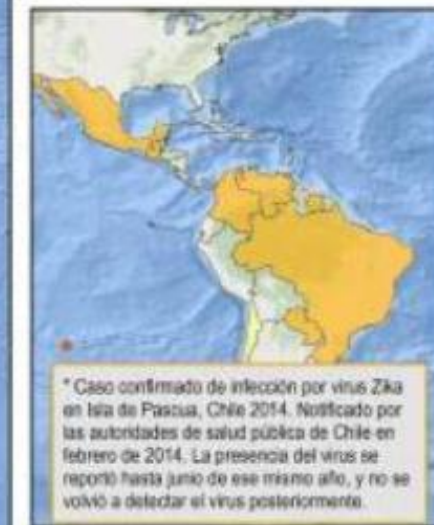 * Caso confirmado de infección por virus Zika
en Isla de Pascua, Chile 2014. Notificado por
las autoridades de salud pública de Chile en
febrero de 2014. La presencia del virus se
reportó hasta junio de ese mismo año, y no se
volvió a detectar el virus posteriormente.